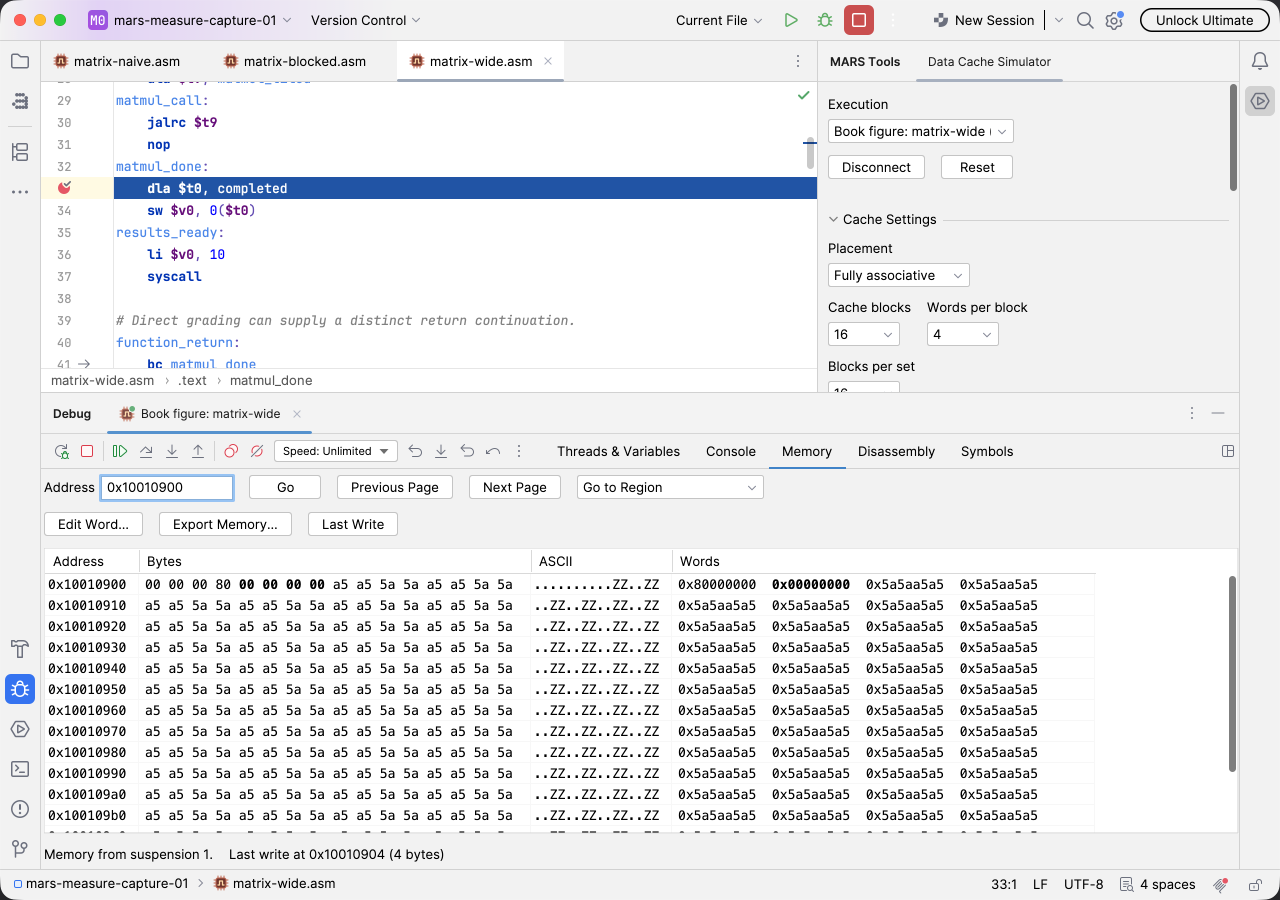 M0 mars-measure-capture-01 Version Control Current File New Session Unlock Ultimate
matrix-naive.asm matrix-blocked.asm matrix-wide.asm
29 matmul_call:
30 jalrc $t9
31 nop
32 matmul_done:
dla $t0, completed
34 sw $v0, 0($t0)
35 results_ready:
36 li $v0, 10
37 syscall
38
39 # Direct grading can supply a distinct return continuation.
40 function_return:
41 bc matmul_done
matrix-wide.asm › .text › matmul_done
MARS Tools Data Cache Simulator
Execution
Book figure: matrix-wide
Disconnect Reset
Cache Settings
Placement
Fully associative
Cache blocks Words per block
16 4
Blocks per set
16
Debug Book figure: matrix-wide
Speed: Unlimited Threads & Variables Console Memory Disassembly Symbols
Address 0x10010900 Go Previous Page Next Page Go to Region
Edit Word... Export Memory... Last Write
Address Bytes ASCII Words
0x10010900 00 00 00 80 00 00 00 00 a5 a5 5a 5a a5 a5 5a 5a ..........ZZ..ZZ 0x80000000 0x00000000 0x5a5aa5a5 0x5a5aa5a5
0x10010910 a5 a5 5a 5a a5 a5 5a 5a a5 a5 5a 5a a5 a5 5a 5a ..ZZ..ZZ..ZZ..ZZ 0x5a5aa5a5 0x5a5aa5a5 0x5a5aa5a5 0x5a5aa5a5
0x10010920 a5 a5 5a 5a a5 a5 5a 5a a5 a5 5a 5a a5 a5 5a 5a ..ZZ..ZZ..ZZ..ZZ 0x5a5aa5a5 0x5a5aa5a5 0x5a5aa5a5 0x5a5aa5a5
0x10010930 a5 a5 5a 5a a5 a5 5a 5a a5 a5 5a 5a a5 a5 5a 5a ..ZZ..ZZ..ZZ..ZZ 0x5a5aa5a5 0x5a5aa5a5 0x5a5aa5a5 0x5a5aa5a5
0x10010940 a5 a5 5a 5a a5 a5 5a 5a a5 a5 5a 5a a5 a5 5a 5a ..ZZ..ZZ..ZZ..ZZ 0x5a5aa5a5 0x5a5aa5a5 0x5a5aa5a5 0x5a5aa5a5
0x10010950 a5 a5 5a 5a a5 a5 5a 5a a5 a5 5a 5a a5 a5 5a 5a ..ZZ..ZZ..ZZ..ZZ 0x5a5aa5a5 0x5a5aa5a5 0x5a5aa5a5 0x5a5aa5a5
0x10010960 a5 a5 5a 5a a5 a5 5a 5a a5 a5 5a 5a a5 a5 5a 5a ..ZZ..ZZ..ZZ..ZZ 0x5a5aa5a5 0x5a5aa5a5 0x5a5aa5a5 0x5a5aa5a5
0x10010970 a5 a5 5a 5a a5 a5 5a 5a a5 a5 5a 5a a5 a5 5a 5a ..ZZ..ZZ..ZZ..ZZ 0x5a5aa5a5 0x5a5aa5a5 0x5a5aa5a5 0x5a5aa5a5
0x10010980 a5 a5 5a 5a a5 a5 5a 5a a5 a5 5a 5a a5 a5 5a 5a ..ZZ..ZZ..ZZ..ZZ 0x5a5aa5a5 0x5a5aa5a5 0x5a5aa5a5 0x5a5aa5a5
0x10010990 a5 a5 5a 5a a5 a5 5a 5a a5 a5 5a 5a a5 a5 5a 5a ..ZZ..ZZ..ZZ..ZZ 0x5a5aa5a5 0x5a5aa5a5 0x5a5aa5a5 0x5a5aa5a5
0x100109a0 a5 a5 5a 5a a5 a5 5a 5a a5 a5 5a 5a a5 a5 5a 5a ..ZZ..ZZ..ZZ..ZZ 0x5a5aa5a5 0x5a5aa5a5 0x5a5aa5a5 0x5a5aa5a5
0x100109b0 a5 a5 5a 5a a5 a5 5a 5a a5 a5 5a 5a a5 a5 5a 5a ..ZZ..ZZ..ZZ..ZZ 0x5a5aa5a5 0x5a5aa5a5 0x5a5aa5a5 0x5a5aa5a5
Memory from suspension 1. Last write at 0x10010904 (4 bytes)
mars-measure-capture-01 › matrix-wide.asm 33:1 LF UTF-8 4 spaces